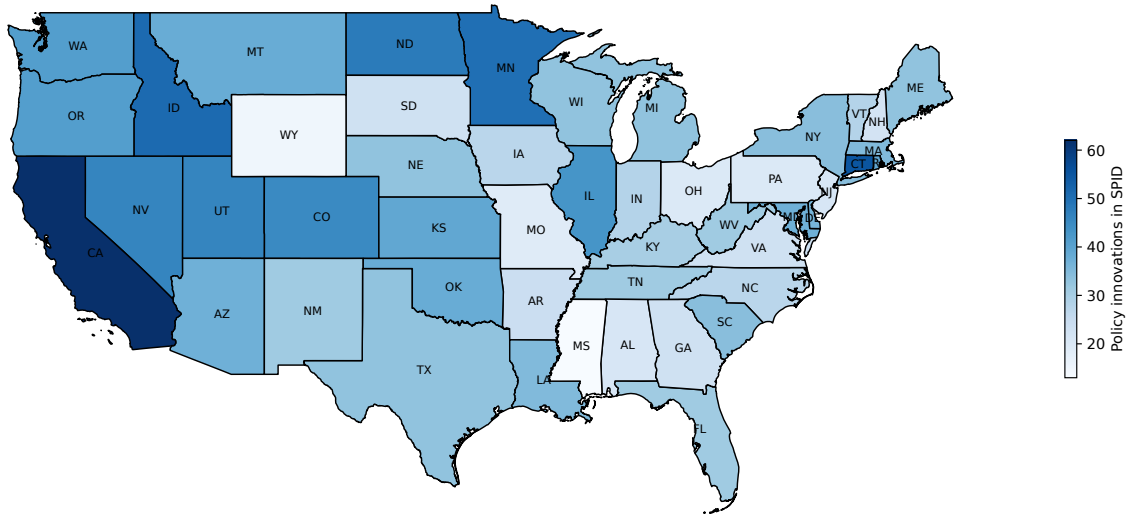 WA
MT
ND
MN
OR
ID
WY
SD
WI
MI
ME
VT
NH
NY
MA
CT
NV
UT
CO
NE
IA
IL
IN
OH
PA
NJ
CA
KS
MO
KY
WV
VA
MD
DE
AZ
NM
OK
AR
TN
NC
SC
TX
LA
MS
AL
GA
FL
60
50
40
30
20
Policy innovations in SPID